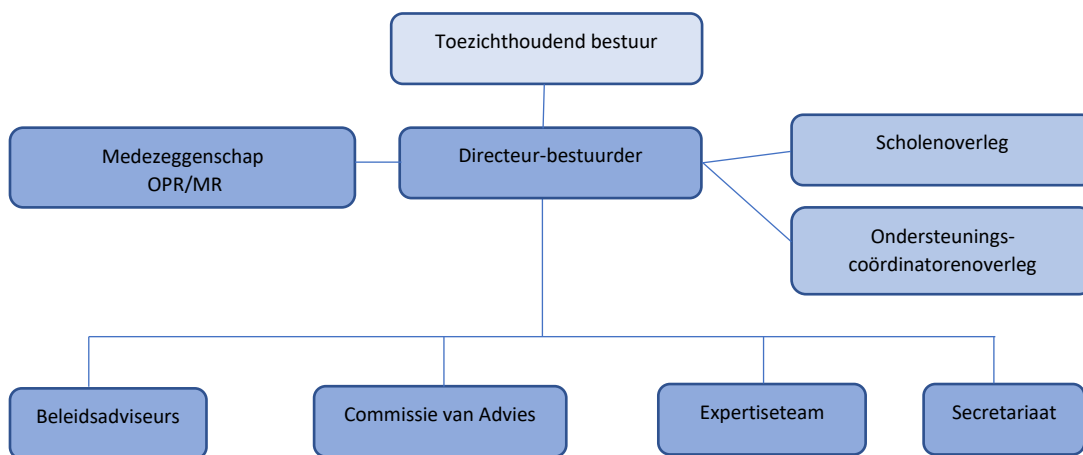 Toezichthoudend bestuur
Medezeggenschap
OPR/MR
Directeur-bestuurder
Scholenoverleg
Ondersteunings-
coördinatorenoverleg
Beleidsadviseurs
Commissie van Advies
Expertiseteam
Secretariaat